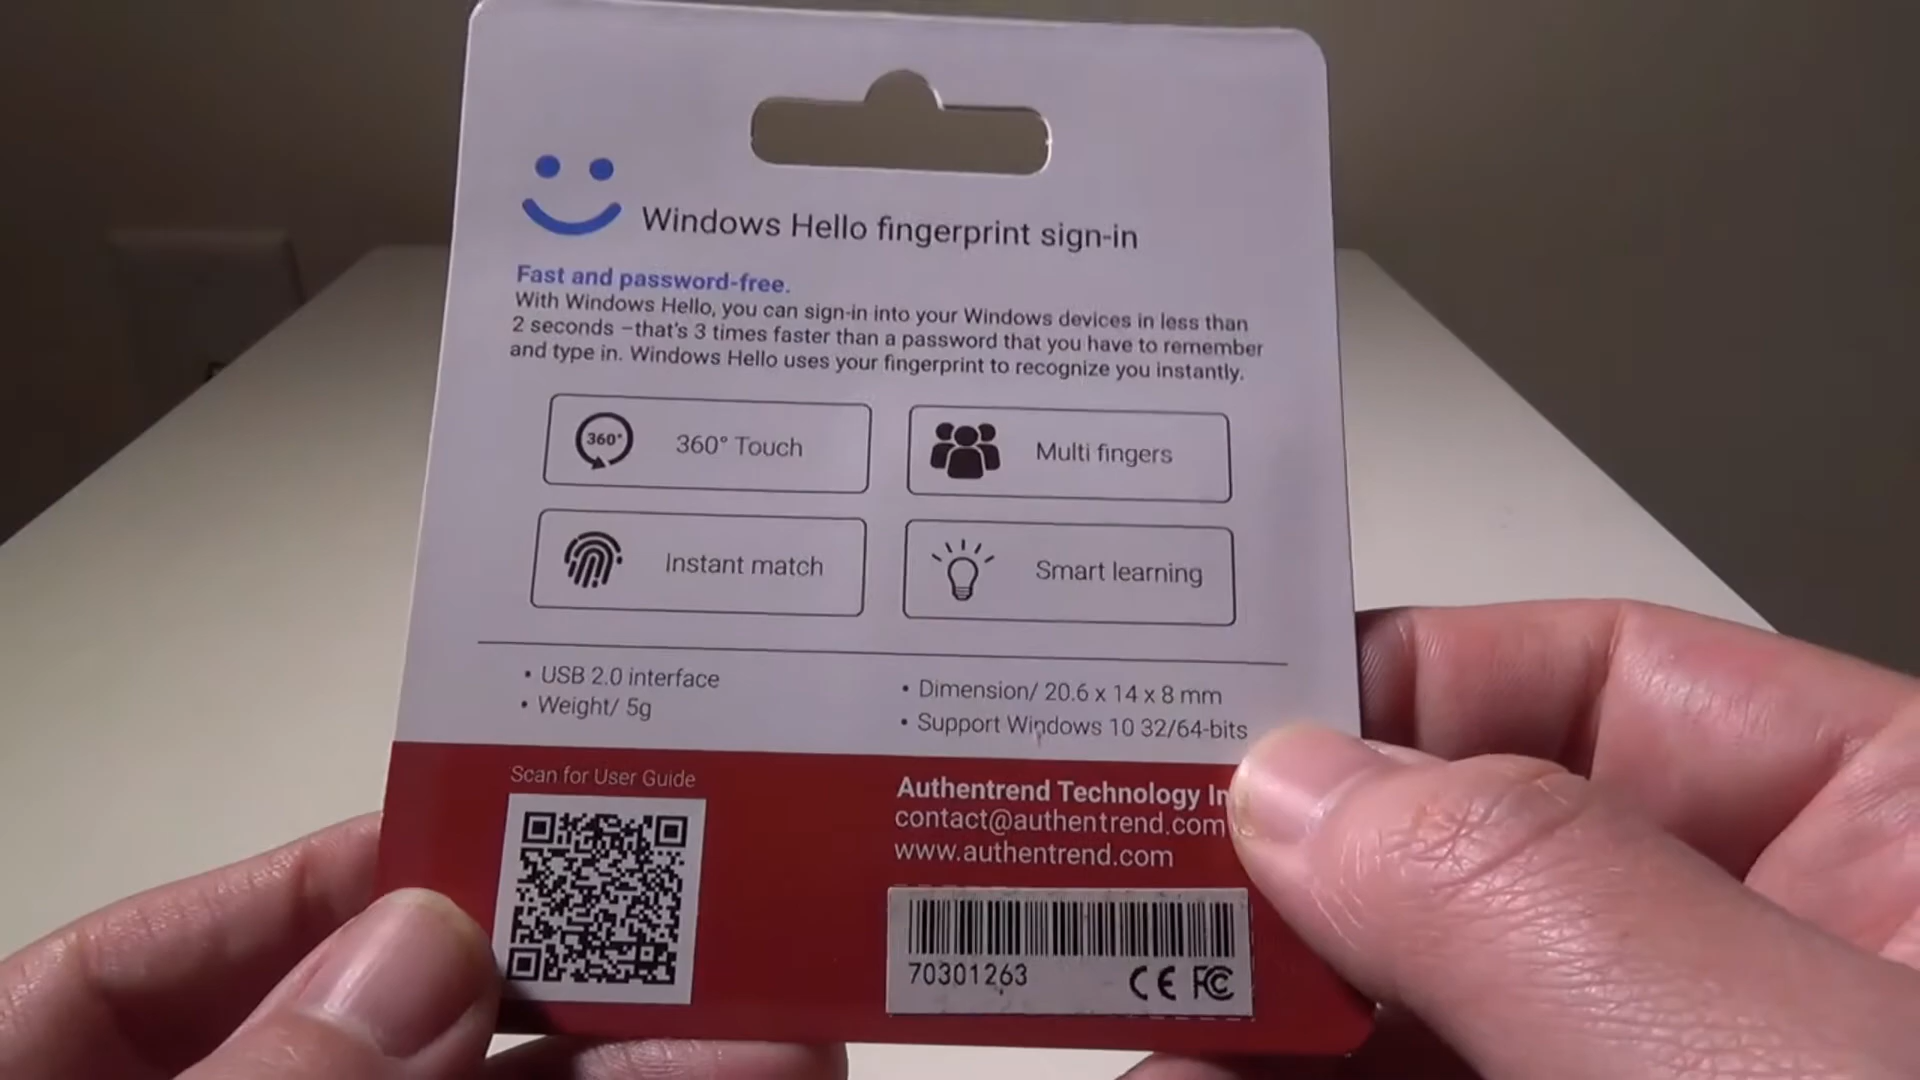 Windows Hello fingerprint sign-in
Fast and password-free.
With Windows Hello, you can sign-in into your Windows devices in less than
2 seconds –that's 3 times faster than a password that you have to remember
and type in. Windows Hello uses your fingerprint to recognize you instantly.
360° 360° Touch
Multi fingers
Instant match
Smart learning
• USB 2.0 interface
• Weight/ 5g
• Dimension/ 20.6 x 14 x 8 mm
• Support Windows 10 32/64-bits
Scan for User Guide
Authentrend Technology In
contact@authentrend.com
www.authentrend.com
70301263 CE FC